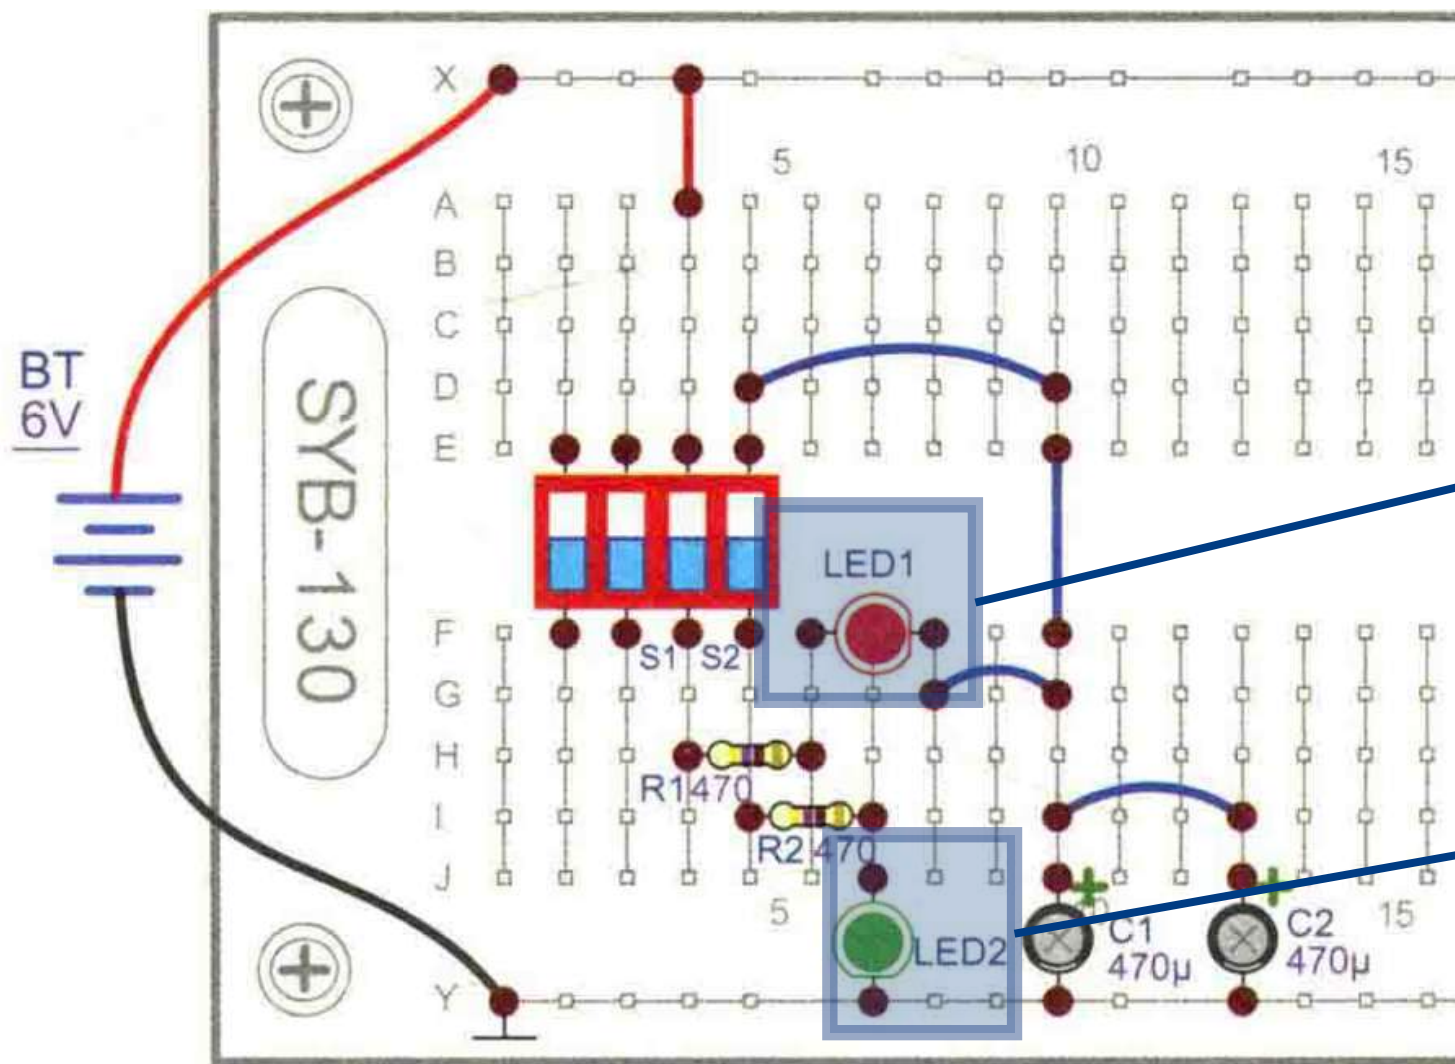 X
5 10 15
A
B
C
BT
6V
D
E
SYB-130
LED1
F
S1 S2
G
H
R1 470
I
R2 470
J
5 15
+ +
LED2
C1
470µ
C2
470µ
Y